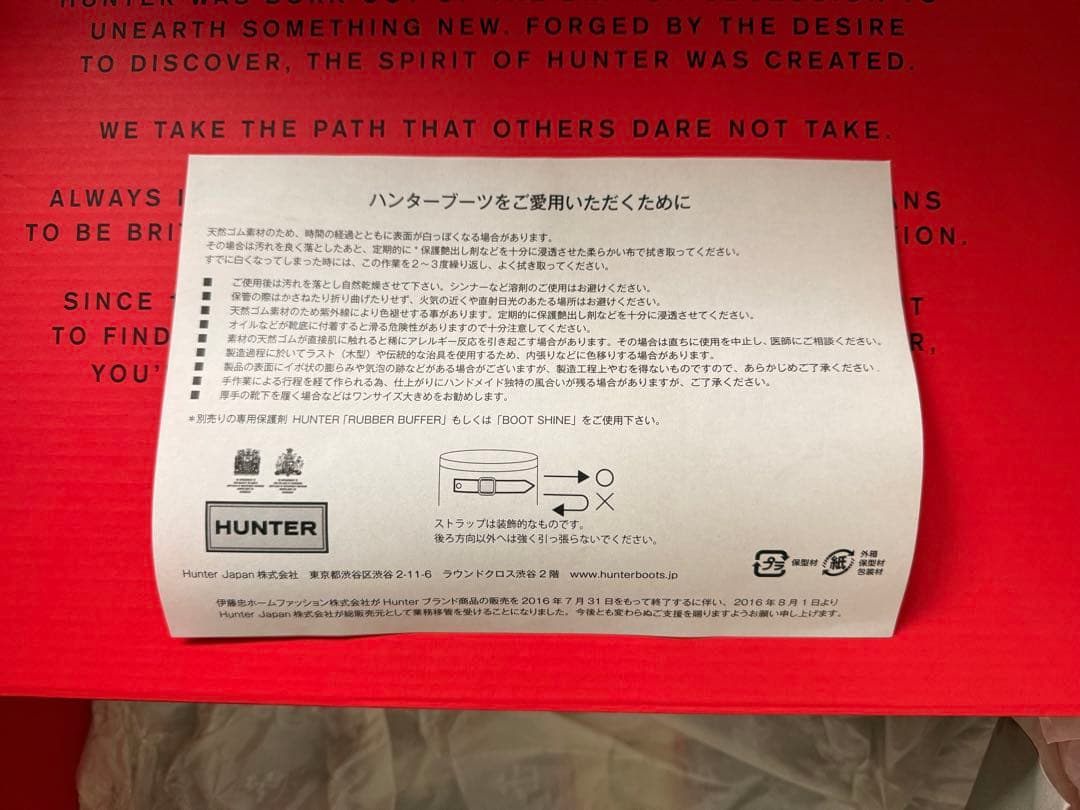 UNEARTH SOMETHING NEW. FORGED BY THE DESIRE
TO DISCOVER, THE SPIRIT OF HUNTER WAS CREATED.
WE TAKE THE PATH THAT OTHERS DARE NOT TAKE.
ALWAYS
TO BE
SINCE
TO FIND
YOU'
ハンターブーツをご愛用いただくために
天然ゴム素材のため、時間の経過とともに表面が白っぽくなる場合があります。
その場合は汚れを良く落としたあと、定期的に*保護艶出し剤などを十分に浸透させた柔らかい布で拭き取ってください。
すでに白くなってしまった時には、この作業を2~3度繰り返し、よく拭き取ってください。
■ ご使用後は汚れを落とし自然乾燥させて下さい。シンナーなど溶剤のご使用はお避けください。
■ 保管の際はかさねたり折り曲げたりせず、火気の近くや直射日光のあたる場所はお避けください。
■ 天然ゴム素材のため紫外線により色褪せする事があります。定期的に保護艶出し剤などを十分に浸透させてください。
■ オイルなどが靴底に付着すると滑る危険性がありますので十分注意してください。
■ 素材の天然ゴムが直接肌に触れると稀にアレルギー反応を引き起こす場合があります。その場合は直ちに使用を中止し、医師にご相談ください。
■ 製造過程に於いてラスト(木型)や伝統的な治具を使用するため、内張りなどに色移りする場合があります。
■ 製品の表面にイボ状の膨らみや気泡の跡などがある場合がございますが、製造工程上やむを得ないものですので、あらかじめご了承ください.
■ 手作業による行程を経て作られる為、仕上がりにハンドメイド独特の風合いが残る場合がありますが、ご了承ください。
■ 厚手の靴下を履く場合などはワンサイズ大きめをお勧めします。
*別売りの専用保護剤 HUNTER「RUBBER BUFFER」もしくは「BOOT SHINE」をご使用下さい。
HUNTER
○
×
ストラップは装飾的なものです。
後ろ方向以外へは強く引っ張らないでください。
プラ 保型材 紙 外箱
保型材
包装材
Hunter Japan 株式会社 東京都渋谷区渋谷 2-11-6 ラウンドクロス渋谷 2 階 www.hunterboots.jp
伊藤忠ホームファッション株式会社が Hunter ブランド商品の販売を 2016 年 7 月 31 日をもって終了するに伴い、2016 年 8 月 1 日より
Hunter Japan 株式会社が総販売元として業務移管を受けることになりました。今後とも変わらぬご支援を賜りますようお願い申し上げます。